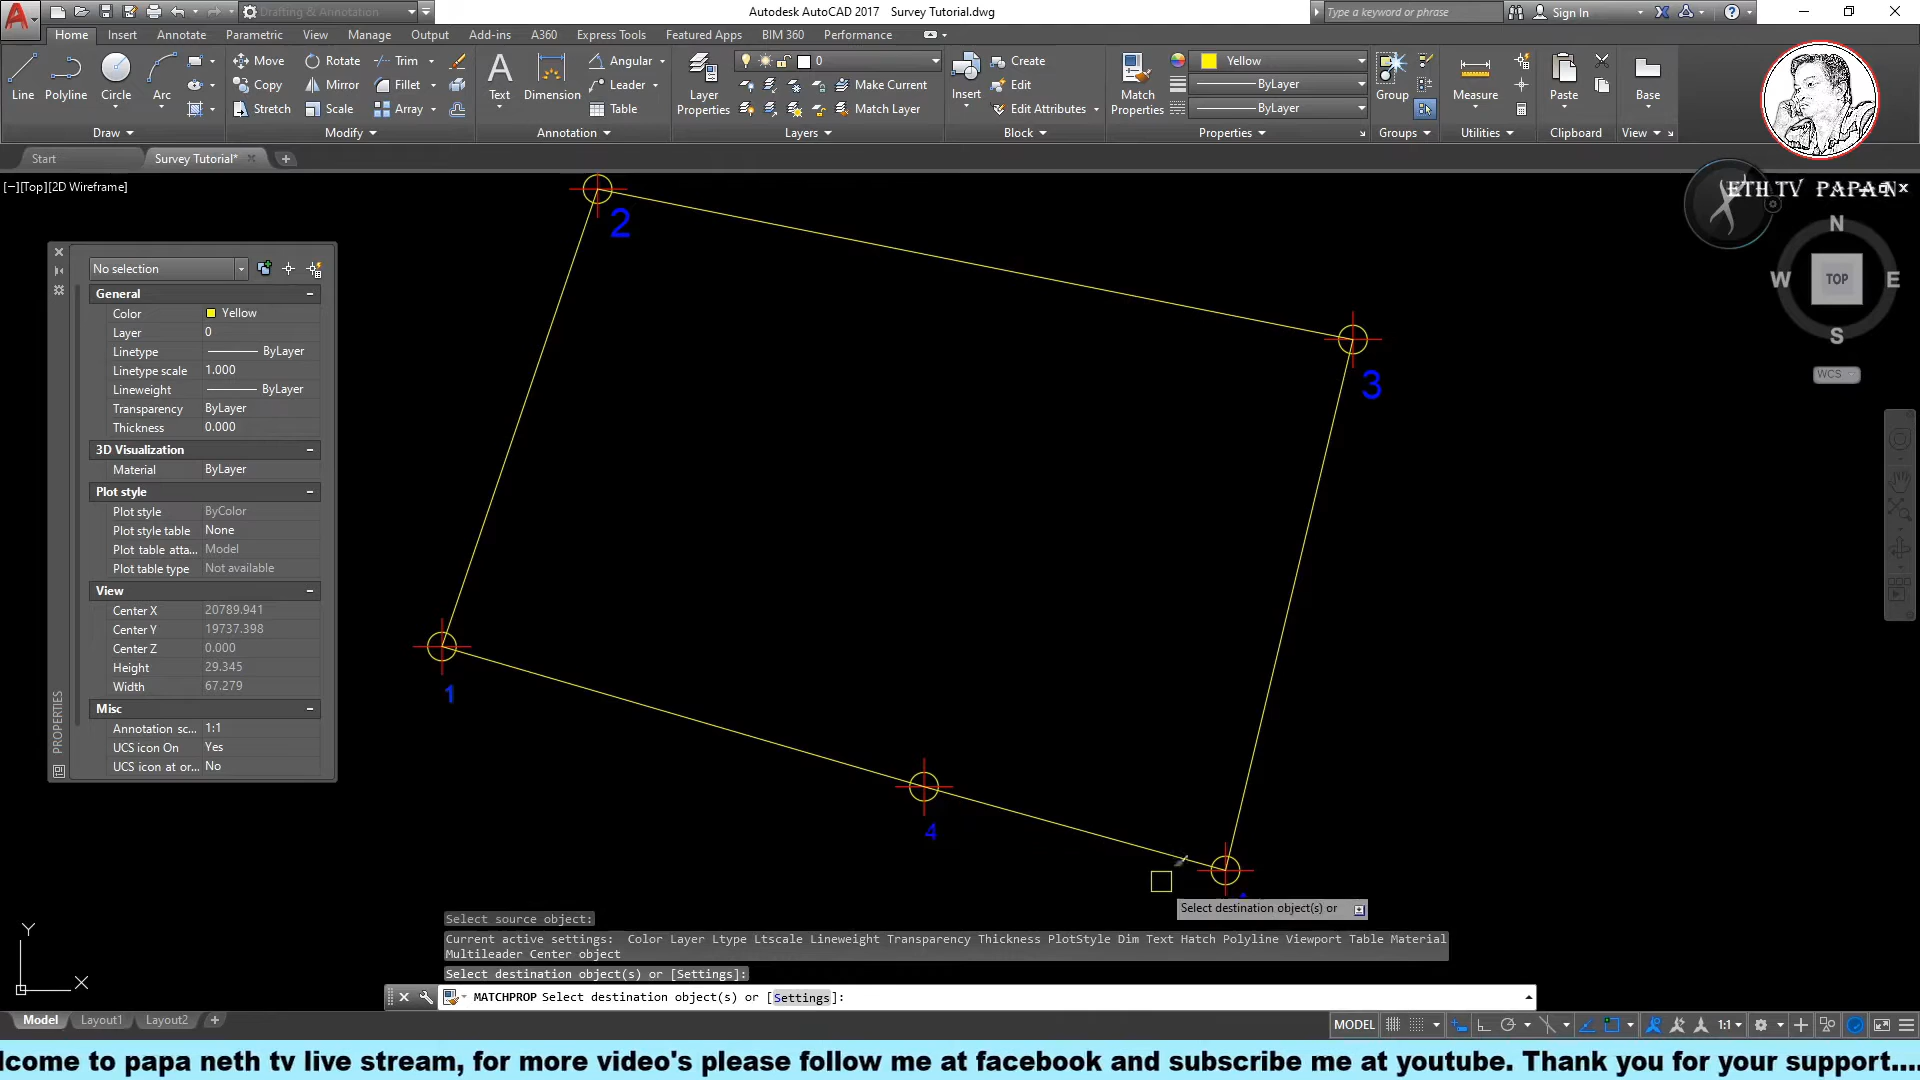 Drafting & Annotation
Autodesk AutoCAD 2017 Survey Tutorial.dwg
Type a keyword or phrase
Sign In
Home Insert Annotate Parametric View Manage Output Add-ins A360 Express Tools Featured Apps BIM 360 Performance
Line Polyline Circle Arc
Move Rotate Trim
Copy Mirror Fillet
Stretch Scale Array
Text Dimension
Angular
Leader
Table
Layer Properties
0
Make Current
Match Layer
Insert
Create
Edit
Edit Attributes
Match Properties
Yellow
ByLayer
ByLayer
Group
Measure
Paste
Base
Draw Modify Annotation Layers Block Properties Groups Utilities Clipboard View
Start Survey Tutorial*
[−][Top][2D Wireframe]
N
W TOP E
S
WCS
No selection
General
Color Yellow
Layer 0
Linetype ByLayer
Linetype scale 1.000
Lineweight ByLayer
Transparency ByLayer
Thickness 0.000
3D Visualization
Material ByLayer
Plot style
Plot style ByColor
Plot style table None
Plot table atta... Model
Plot table type Not available
View
Center X 20789.941
Center Y 19737.398
Center Z 0.000
Height 29.345
Width 67.279
Misc
Annotation sc... 1:1
UCS icon On Yes
UCS icon at or... No
PROPERTIES
2
3
1
4
Y
X
Select source object:
Select destination object(s) or
Current active settings: Color Layer Ltype Ltscale Lineweight Transparency Thickness PlotStyle Dim Text Hatch Polyline Viewport Table Material
Multileader Center object
Select destination object(s) or [Settings]:
MATCHPROP Select destination object(s) or [Settings]:
Model Layout1 Layout2
MODEL
1:1
lcome to papa neth tv live stream, for more video's please follow me at facebook and subscribe me at youtube. Thank you for your support....